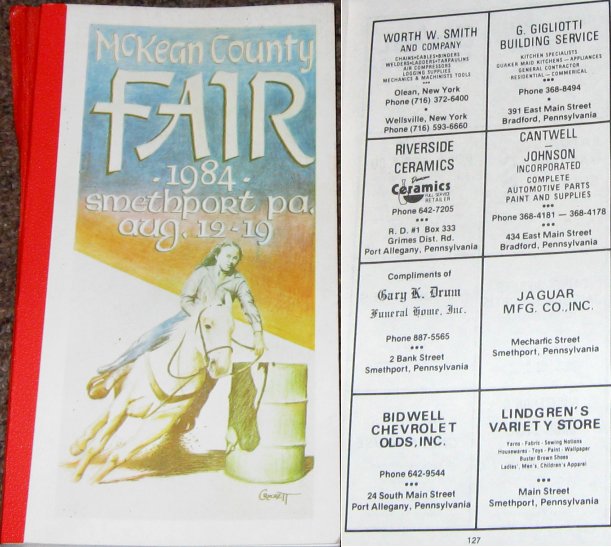 McKean County
FAIR
- 1984 -
Smethport pa.
aug. 12-19
CROCKETT
WORTH W. SMITH
AND COMPANY
CHAINS•CABLES•BINDERS
WELDERS•LADDERS•TARPAULINS
AIR COMPRESSORS
LOGGING SUPPLIES
MECHANICS & MACHINISTS TOOLS
•••
Olean, New York
Phone (716) 372-6400
•
Wellsville, New York
Phone (716) 593-6660
G. GIGLIOTTI
BUILDING SERVICE
KITCHEN SPECIALISTS
QUAKER MAID KITCHENS — APPLIANCES
GENERAL CONTRACTOR
RESIDENTIAL — COMMERICAL
•••
Phone 368-8494
•
391 East Main Street
Bradford, Pennsylvania
RIVERSIDE
CERAMICS
Duncan
Ceramics
FULL SERVICE
RETAILER
Phone 642-7205
•••
R. D. #1 Box 333
Grimes Dist. Rd.
Port Allegany, Pennsylvania
CANTWELL
—
JOHNSON
INCORPORATED
COMPLETE
AUTOMOTIVE PARTS
PAINT AND SUPPLIES
•••
Phone 368-4181 — 368-4178
•••
434 East Main Street
Bradford, Pennsylvania
Compliments of
Gary K. Drum
Funeral Home, Inc.
Phone 887-5565
•••
2 Bank Street
Smethport, Pennsylvania
JAGUAR
MFG. CO., INC.
Mechanic Street
Smethport, Pennsylvania
BIDWELL
CHEVROLET
OLDS, INC.
Phone 642-9544
•••
24 South Main Street
Port Allegany, Pennsylvania
LINDGREN'S
VARIETY STORE
Yarns - Fabric - Sewing Notions
Housewares - Toys - Paint - Wallpaper
Buster Brown Shoes
Ladies', Men's, Children's Apparel
•••
Main Street
Smethport, Pennsylvania
127